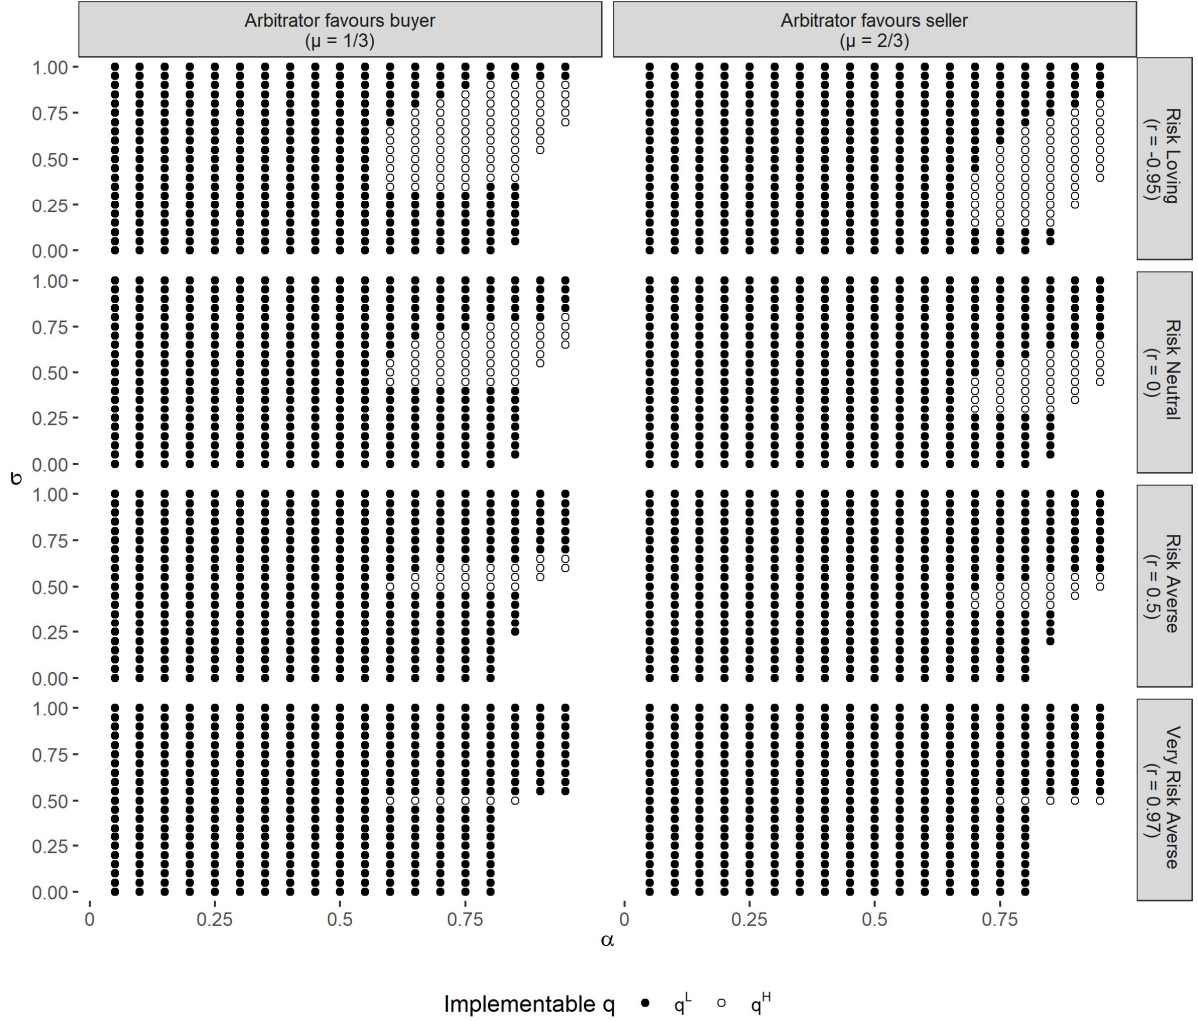 Arbitrator favours buyer
(μ = 1/3)
Arbitrator favours seller
(μ = 2/3)
1.00
0.75
0.50
0.25
0.00
Risk Loving
(r = -0.95)
1.00
0.75
0.50
0.25
0.00
Risk Neutral
(r = 0)
σ
1.00
0.75
0.50
0.25
0.00
Risk Averse
(r = 0.5)
1.00
0.75
0.50
0.25
0.00
Very Risk Averse
(r = 0.97)
0 0.25 0.5 0.75 0 0.25 0.5 0.75
α
Implementable q q^L q^H